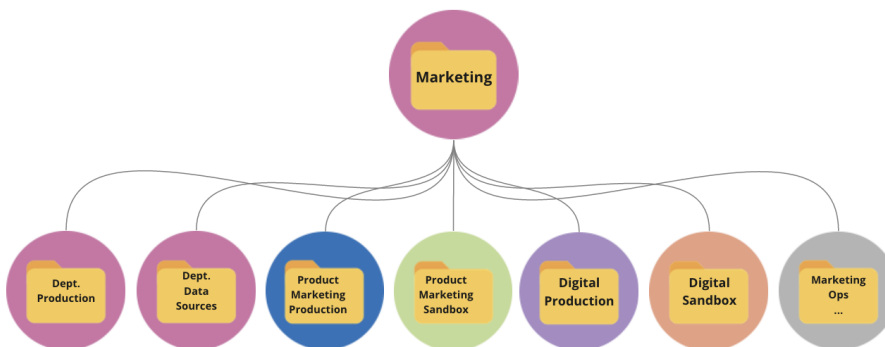 Marketing
Dept.
Production
Dept.
Data
Sources
Product
Marketing
Production
Product
Marketing
Sandbox
Digital
Production
Digital
Sandbox
Marketing
Ops
...